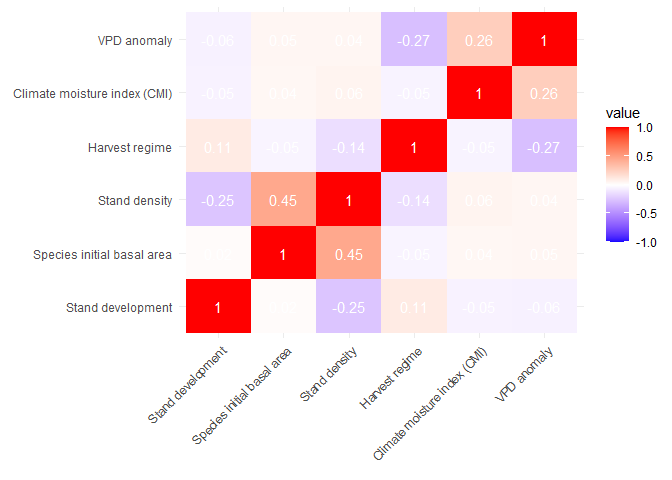 VPD anomaly -0.06 0.05 0.04 -0.27 0.26 1
Climate moisture index (CMI) -0.05 0.04 0.06 -0.05 1 0.26
Harvest regime 0.11 -0.05 -0.14 1 -0.05 -0.27
Stand density -0.25 0.45 1 -0.14 0.06 0.04
Species initial basal area 1 0.45 -0.05 0.04 0.05
Stand development 1 -0.25 0.11 -0.05 -0.06
Stand development
Species initial basal area
Stand density
Harvest regime
Climate moisture index (CMI)
VPD anomaly
value
1.0
0.5
0.0
-0.5
-1.0